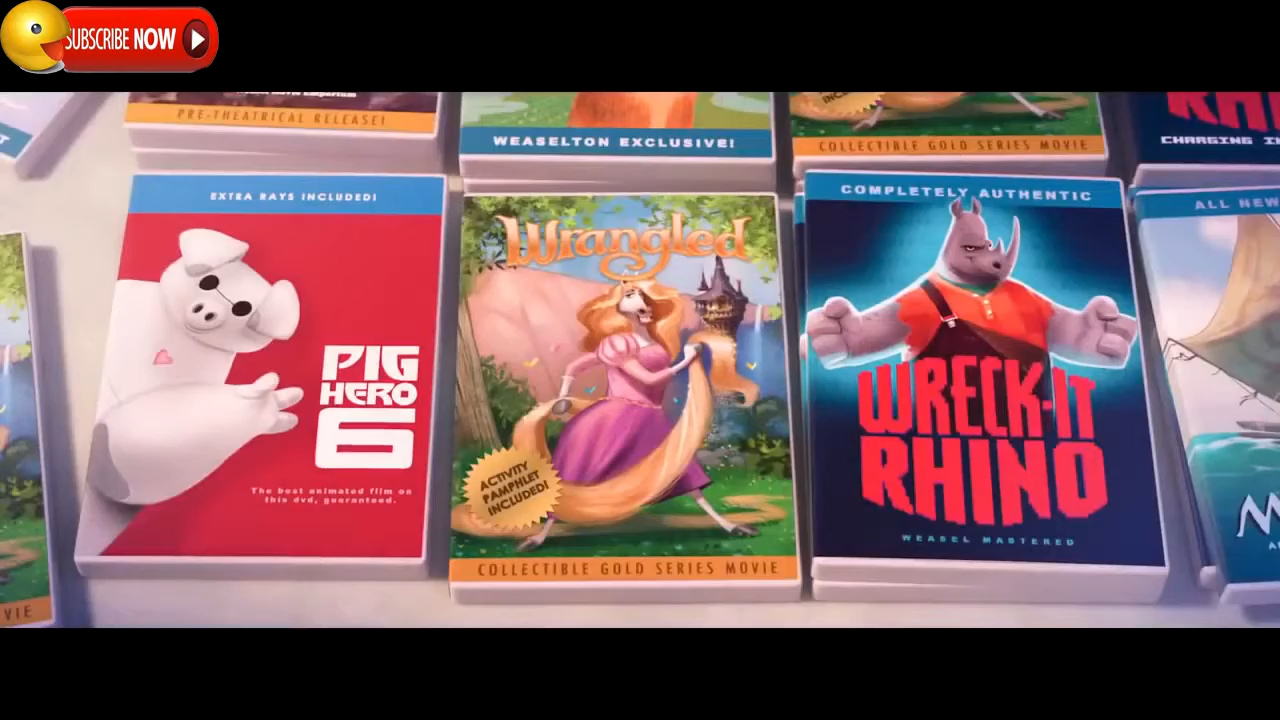 SUBSCRIBE NOW
PRE-THEATRICAL RELEASE!
WEASELTON EXCLUSIVE!
COLLECTIBLE GOLD SERIES MOVIE
RHI
CHARGING I
EXTRA RAYS INCLUDED!
PIG
HERO
6
The best animated film on
this dvd, guaranteed.
Wrangled
ACTIVITY
PAMPHLET
INCLUDED!
COLLECTIBLE GOLD SERIES MOVIE
COMPLETELY AUTHENTIC
WRECK-IT
RHINO
WEASEL MASTERED
ALL NEW
M
VIE